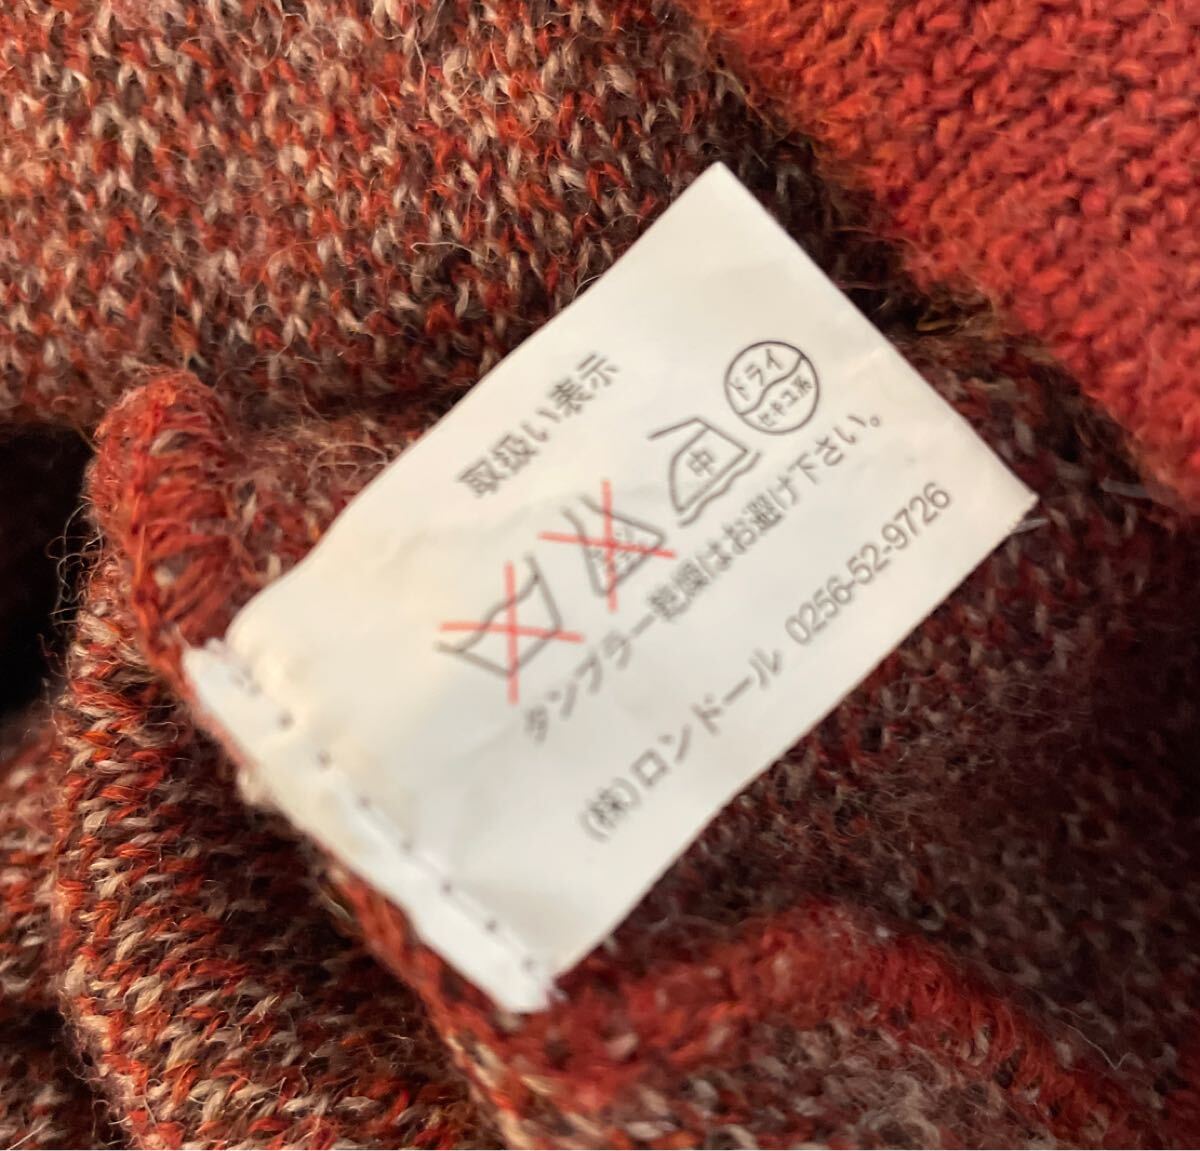 取扱い表示
中
ドライ
セキユ系
タンブラー乾燥はお避け下さい。
(株)ロンドール 0256-52-9726